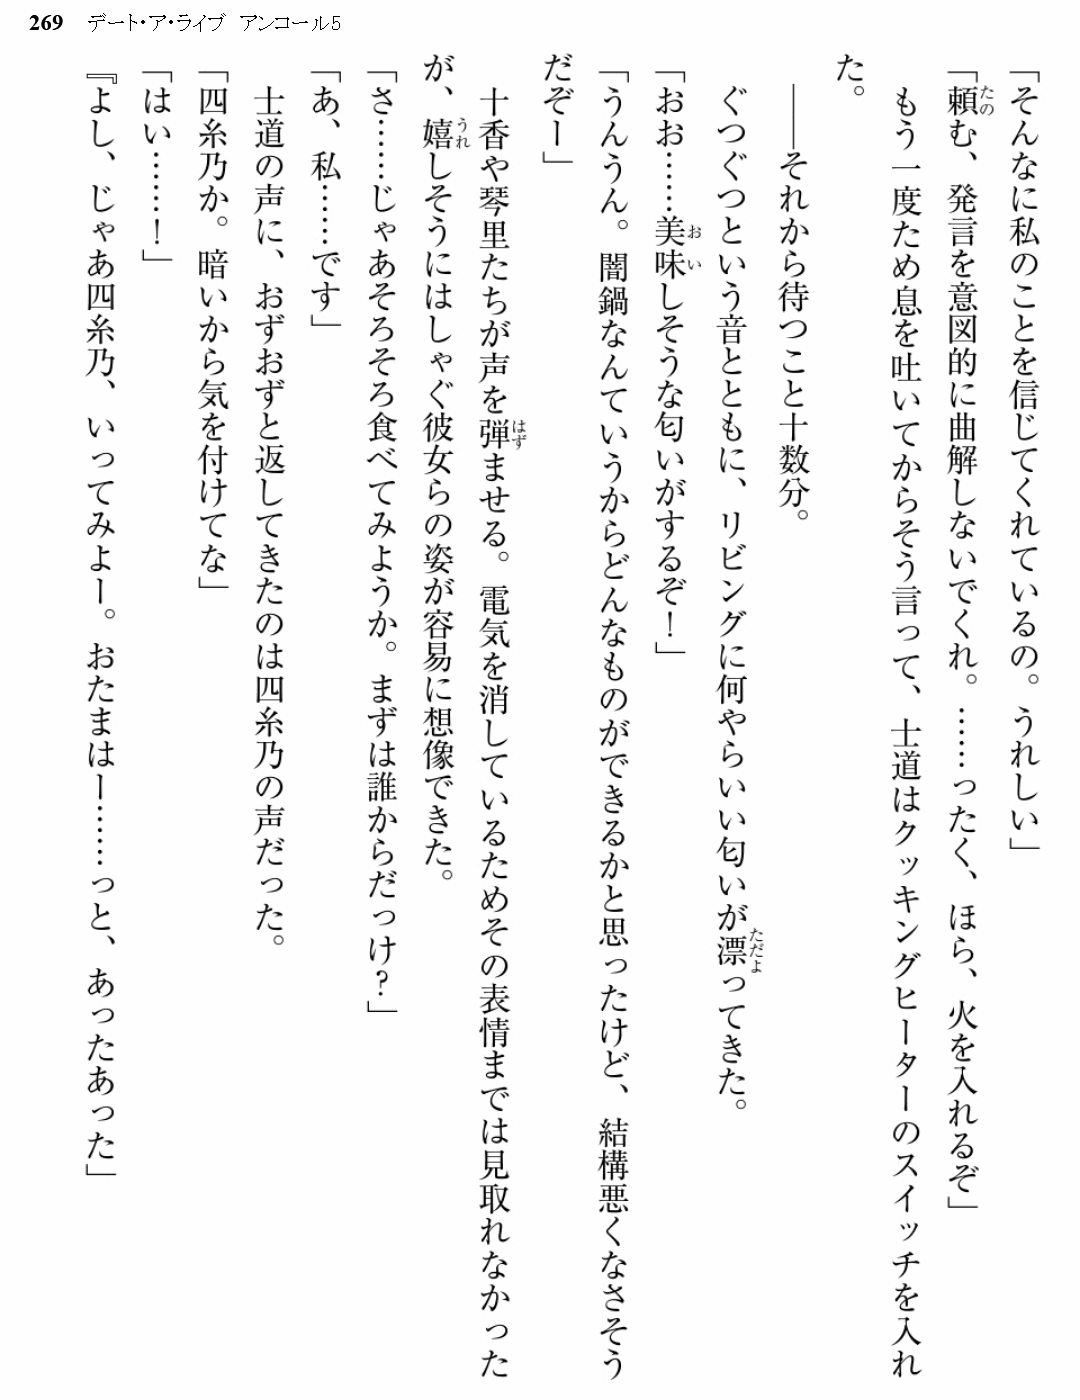 269 デート・ア・ライブ アンコール5
「そんなに私のことを信じてくれているの。うれしい」
「頼む、発言を意図的に曲解しないでくれ。……ったく、ほら、火を入れるぞ」
もう一度ため息を吐いてからそう言って、士道はクッキングヒーターのスイッチを入れ
た。
――それから待つこと十数分。
ぐつぐつという音とともに、リビングに何やらいい匂いが漂ってきた。
「おお……美味しそうな匂いがするぞ！」
「うんうん。闇鍋なんていうからどんなものができるかと思ったけど、結構悪くなさそう
だぞー」
十香や琴里たちが声を弾ませる。電気を消しているためその表情までは見取れなかった
が、嬉しそうにはしゃぐ彼女らの姿が容易に想像できた。
「さ……じゃあそろそろ食べてみようか。まずは誰からだっけ？」
「あ、私……です」
士道の声に、おずおずと返してきたのは四糸乃の声だった。
「四糸乃か。暗いから気を付けてな」
「はい……！」
『よし、じゃあ四糸乃、いってみよー。おたまはー……っと、あったあった」